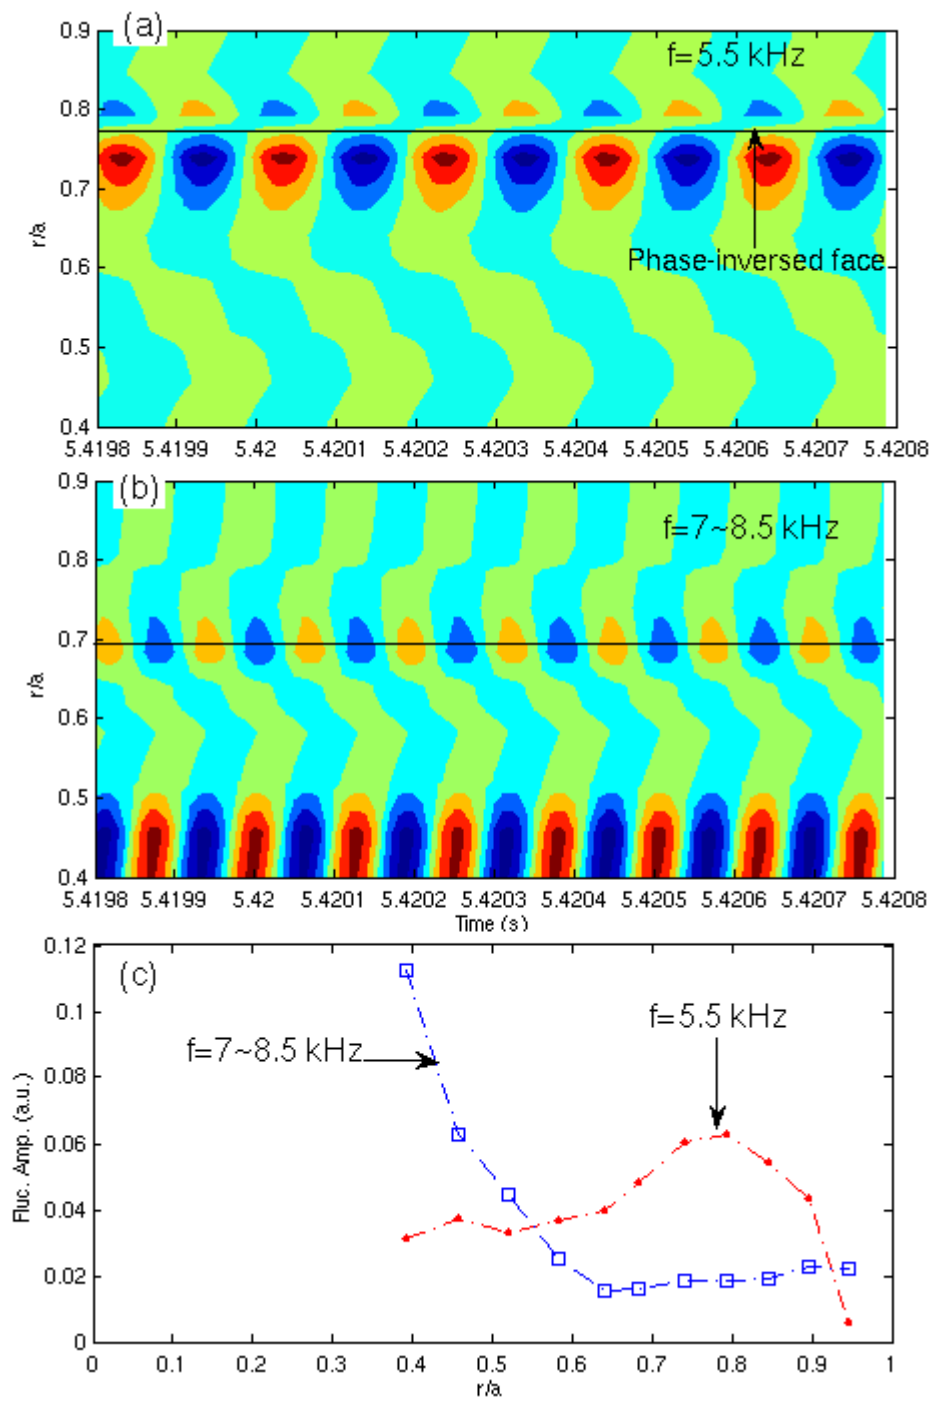 (a)
f=5.5 kHz
Phase-inversed face
r/a
0.9
0.8
0.7
0.6
0.5
0.4
5.4198 5.4199 5.42 5.4201 5.4202 5.4203 5.4204 5.4205 5.4206 5.4207 5.4208
(b)
f=7~8.5 kHz
r/a
0.9
0.8
0.7
0.6
0.5
0.4
5.4198 5.4199 5.42 5.4201 5.4202 5.4203 5.4204 5.4205 5.4206 5.4207 5.4208
Time (s)
(c)
f=5.5 kHz
f=7~8.5 kHz
Fluc. Amp. (a.u.)
0.12
0.1
0.08
0.06
0.04
0.02
0
0 0.1 0.2 0.3 0.4 0.5 0.6 0.7 0.8 0.9 1
r/a